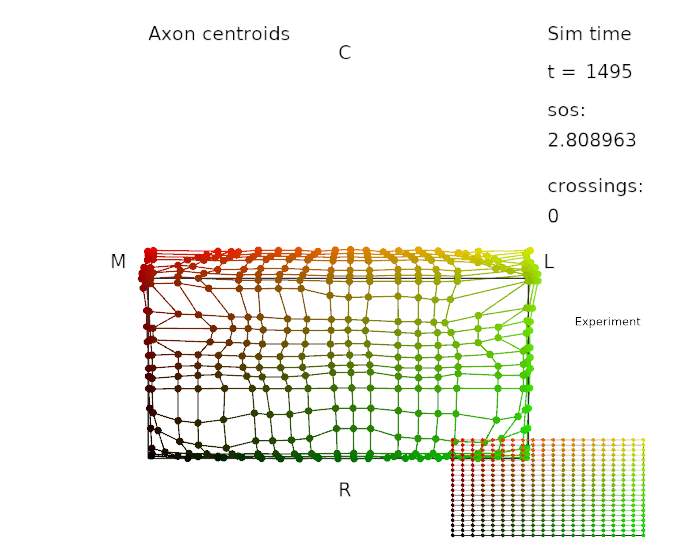 Axon centroids
C
Sim time
t = 1495
sos:
2.808963
crossings:
0
M
L
Experiment
R